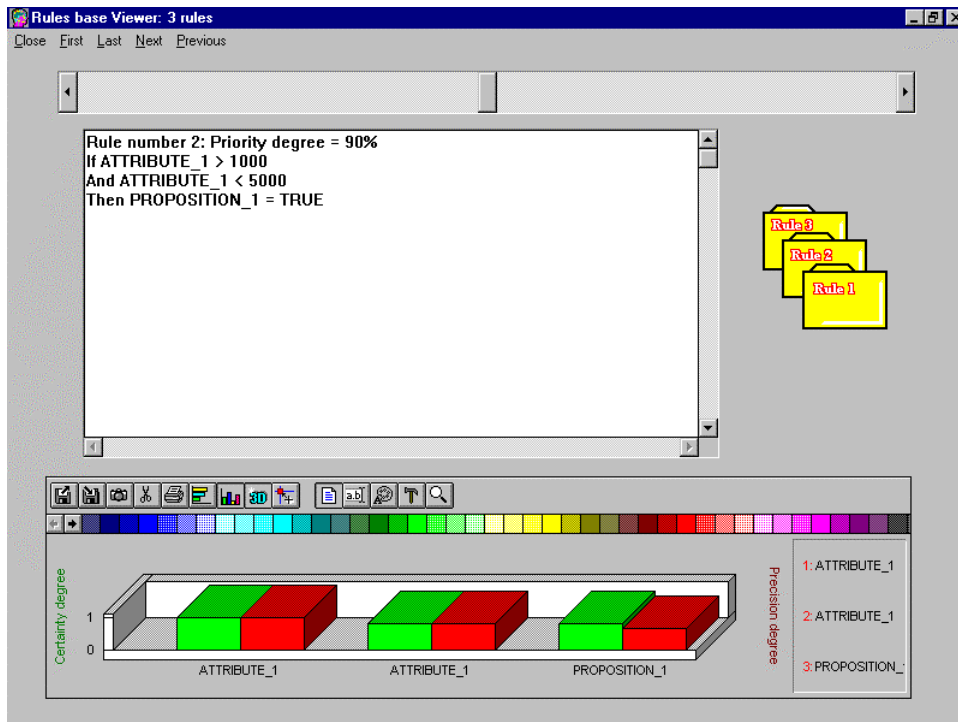 Rules base Viewer: 3 rules
Close First Last Next Previous
Rule number 2: Priority degree = 90%
If ATTRIBUTE_1 > 1000
And ATTRIBUTE_1 < 5000
Then PROPOSITION_1 = TRUE
Rule 3
Rule 2
Rule 1
3D
a.b
Certainty degree
1
0
ATTRIBUTE_1
ATTRIBUTE_1
PROPOSITION_1
Precision degree
1: ATTRIBUTE_1
2: ATTRIBUTE_1
3: PROPOSITION_